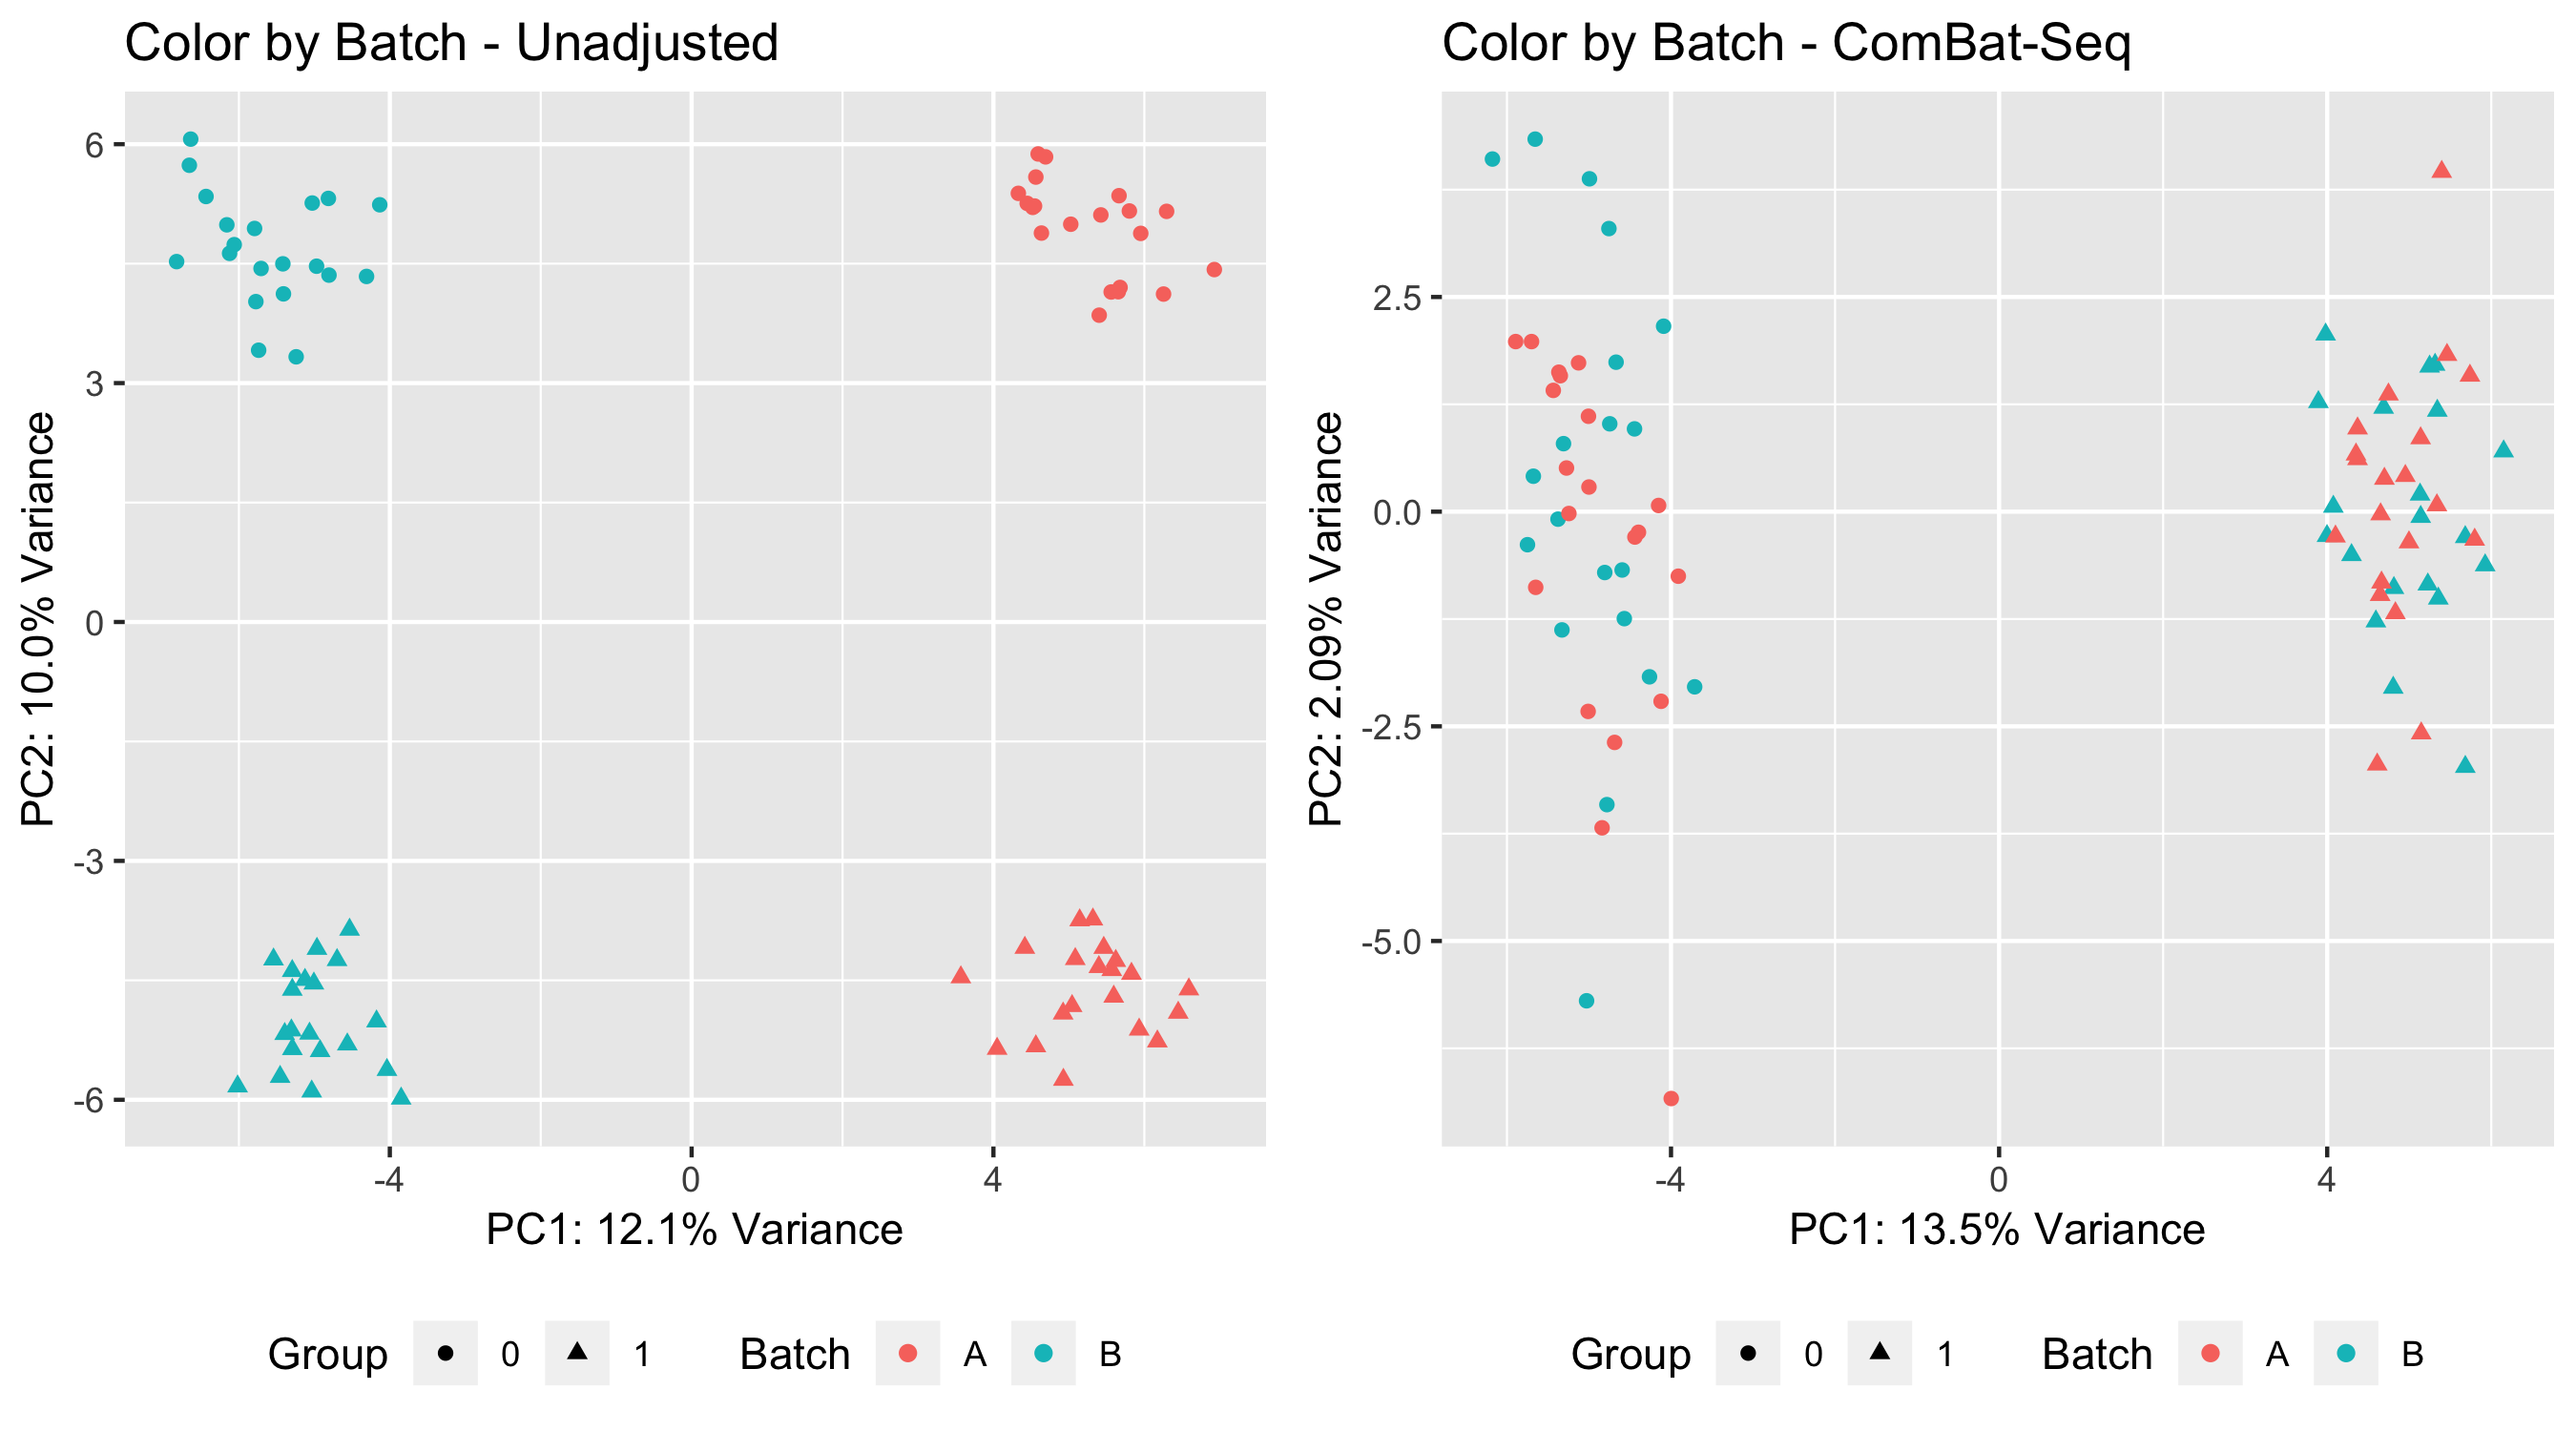 Color by Batch - Unadjusted
6
3
0
-3
-6
PC2: 10.0% Variance
-4 0 4
PC1: 12.1% Variance
Group 0 1 Batch A B
Color by Batch - ComBat-Seq
2.5
0.0
-2.5
-5.0
PC2: 2.09% Variance
-4 0 4
PC1: 13.5% Variance
Group 0 1 Batch A B